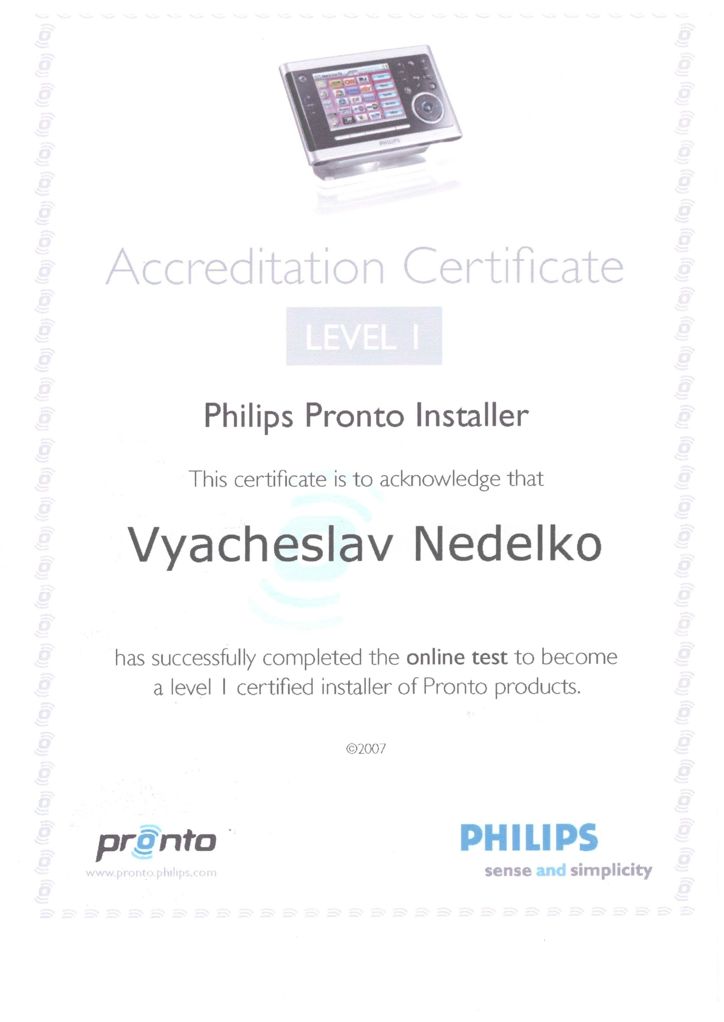 PHILIPS
Accreditation Certificate
LEVEL 1
Philips Pronto Installer
This certificate is to acknowledge that
Vyacheslav Nedelko
has successfully completed the online test to become
a level 1 certified installer of Pronto products.
©2007
pronto
www.pronto.philips.com
PHILIPS
sense and simplicity